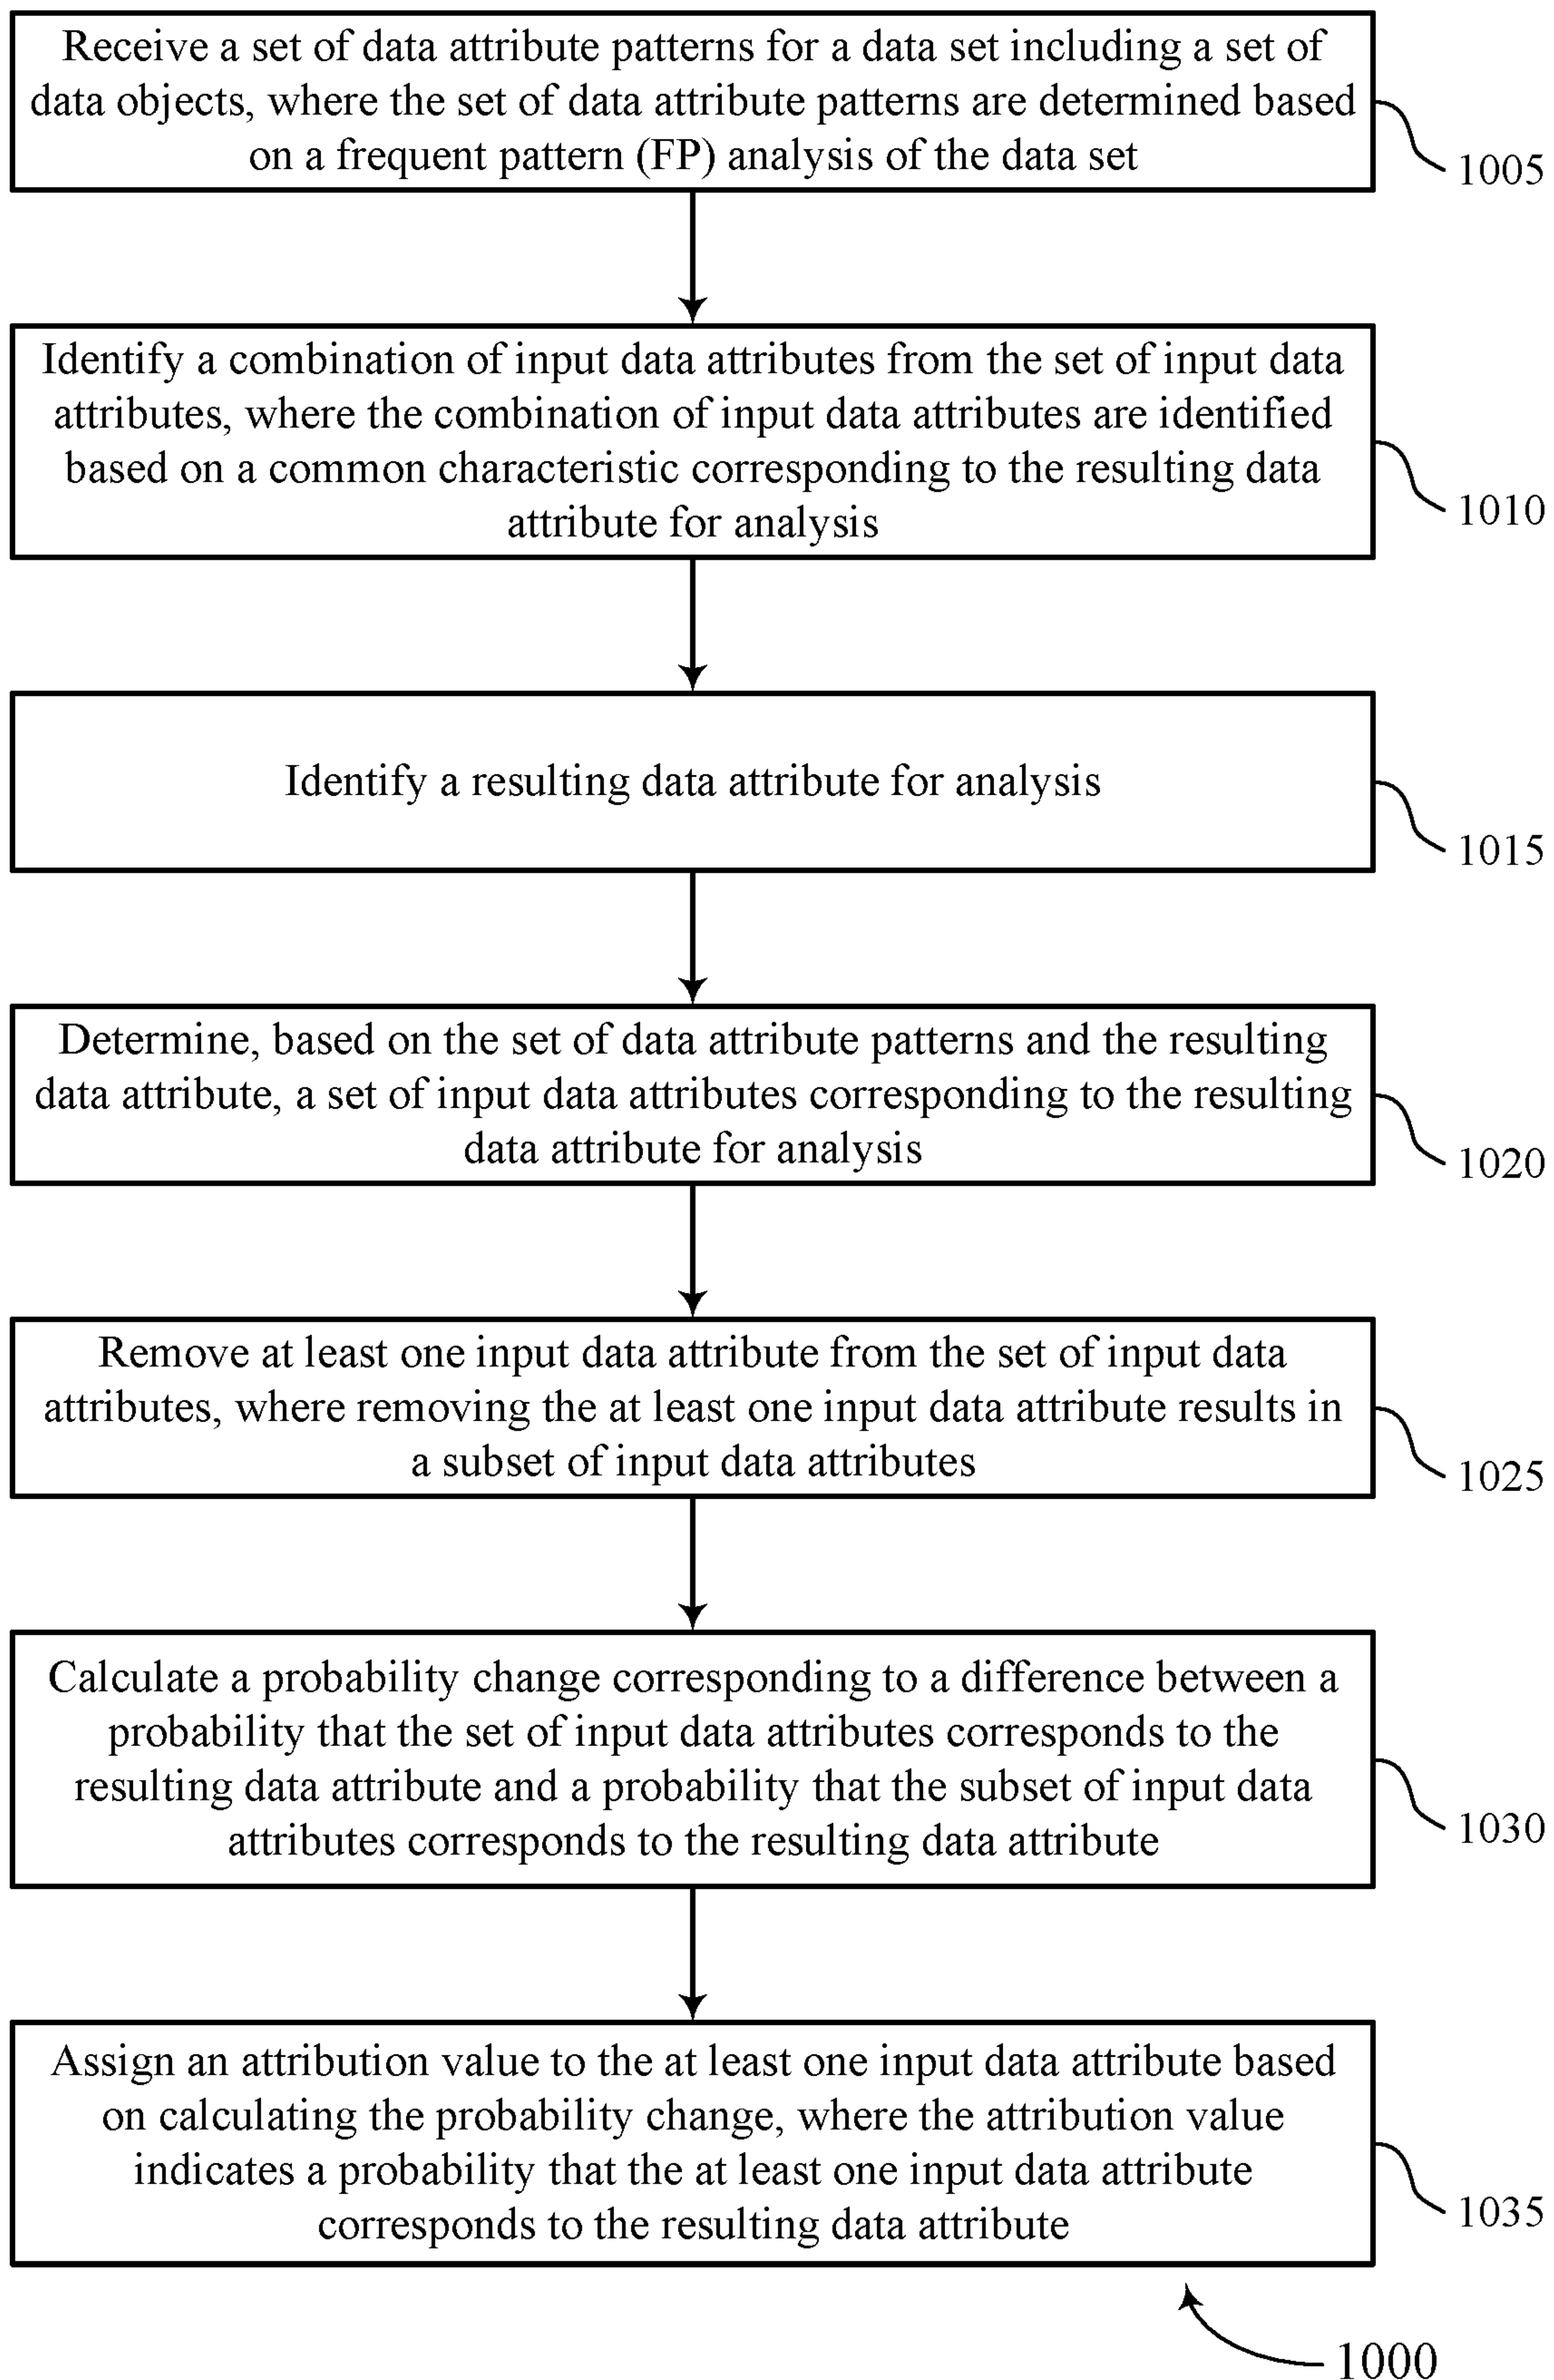 Receive a set of data attribute patterns for a data set including a set of
data objects, where the set of data attribute patterns are determined based
on a frequent pattern (FP) analysis of the data set
1005
Identify a combination of input data attributes from the set of input data
attributes, where the combination of input data attributes are identified
based on a common characteristic corresponding to the resulting data
attribute for analysis
1010
Identify a resulting data attribute for analysis
1015
Determine, based on the set of data attribute patterns and the resulting
data attribute, a set of input data attributes corresponding to the resulting
data attribute for analysis
1020
Remove at least one input data attribute from the set of input data
attributes, where removing the at least one input data attribute results in
a subset of input data attributes
1025
Calculate a probability change corresponding to a difference between a
probability that the set of input data attributes corresponds to the
resulting data attribute and a probability that the subset of input data
attributes corresponds to the resulting data attribute
1030
Assign an attribution value to the at least one input data attribute based
on calculating the probability change, where the attribution value
indicates a probability that the at least one input data attribute
corresponds to the resulting data attribute
1035
1000